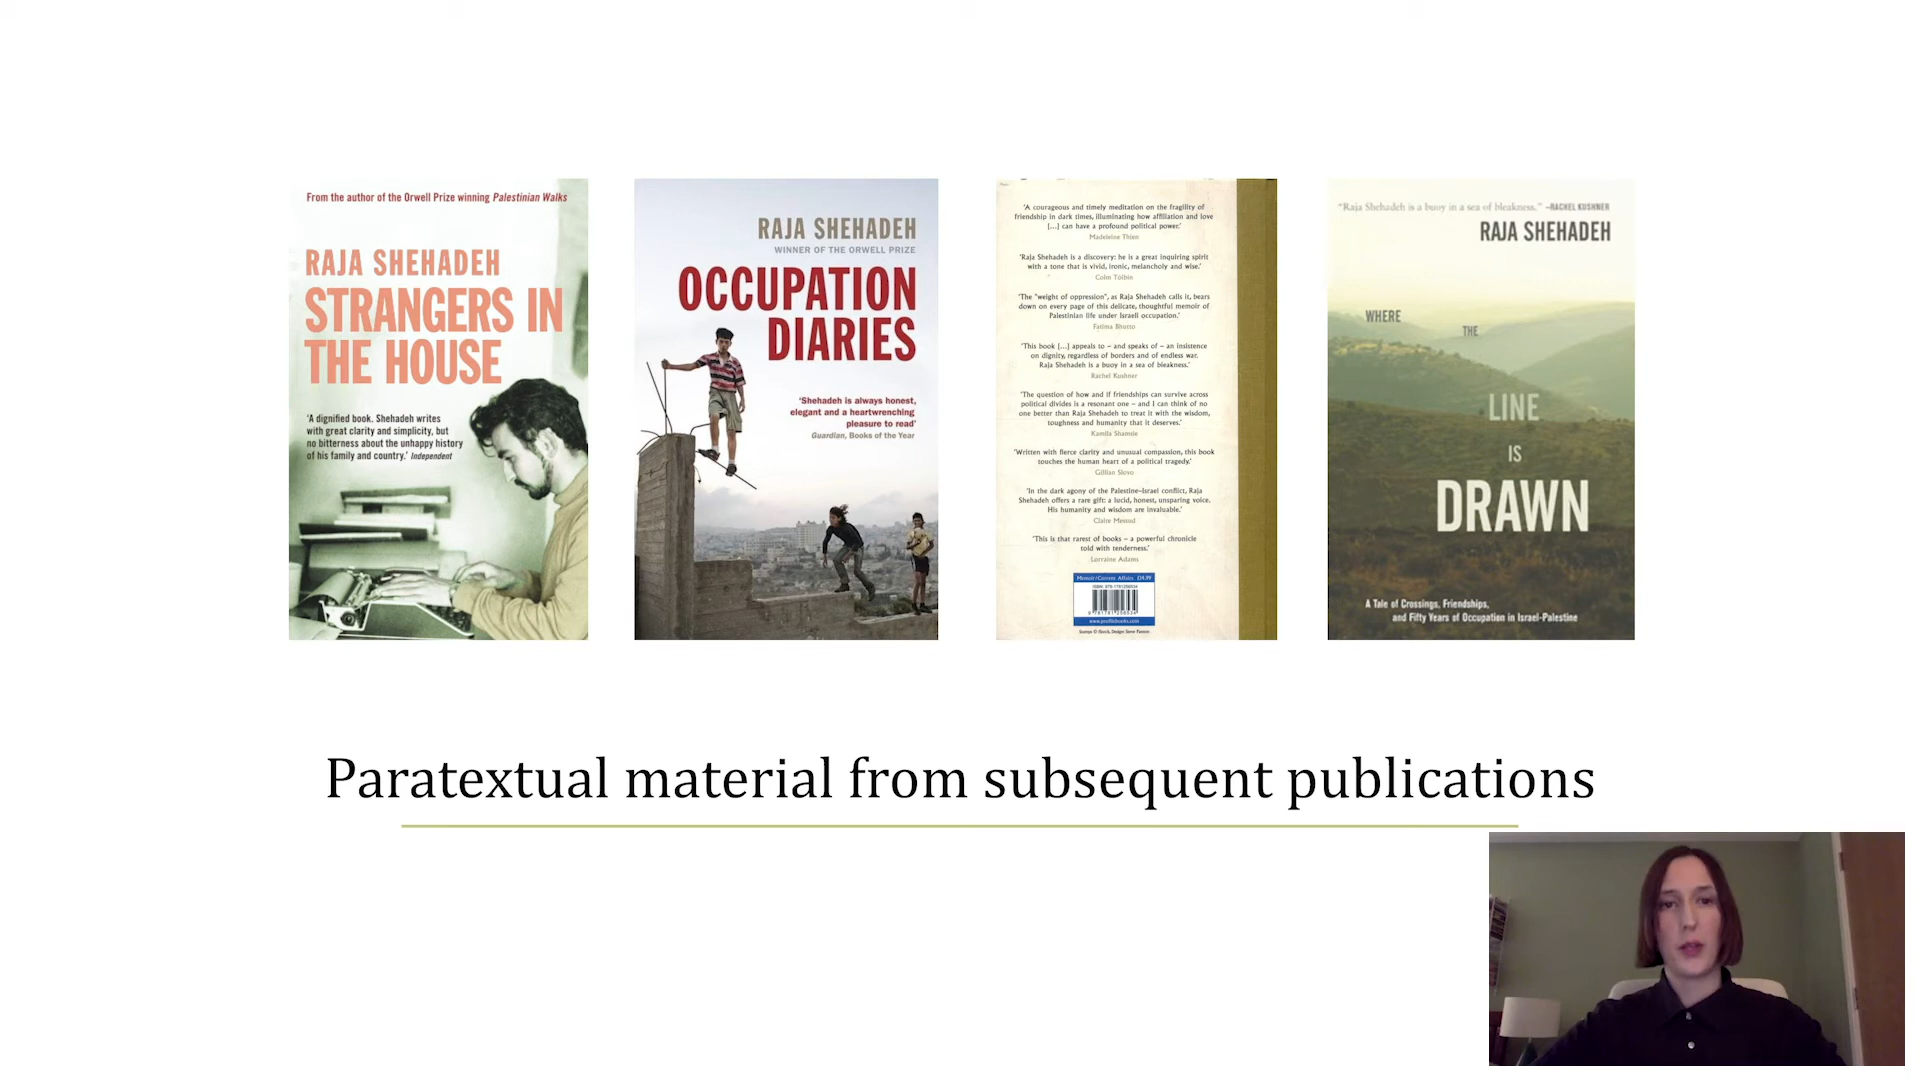 From the author of the Orwell Prize winning Palestinian Walks
RAJA SHEHADEH
STRANGERS IN
THE HOUSE
'A dignified book. Shehadeh writes
with great clarity and simplicity, but
no bitterness about the unhappy history
of his family and country.' Independent
RAJA SHEHADEH
WINNER OF THE ORWELL PRIZE
OCCUPATION
DIARIES
'Shehadeh is always honest,
elegant and a heartwrenching
pleasure to read'
Guardian, Books of the Year
'A courageous and timely meditation on the fragility of
friendship in dark times, illuminating how affiliation and love
[...] can have a profound political power.'
Madeleine Thien
'Raja Shehadeh is a discovery: he is a great inquiring spirit
with a tone that is vivid, ironic, melancholy and wise.'
Colm Tóibín
'The "weight of oppression", as Raja Shehadeh calls it, bears
down on every page of this delicate, thoughtful memoir of
Palestinian life under Israeli occupation.'
Fatima Bhutto
'This book [...] appeals to – and speaks of – an insistence
on dignity, regardless of borders and of endless war.
Raja Shehadeh is a buoy in a sea of bleakness.'
Rachel Kushner
'The question of how and if friendships can survive across
political divides is a resonant one – and I can think of no
one better than Raja Shehadeh to treat it with the wisdom,
toughness and humanity that it deserves.'
Kamila Shamsie
'Written with fierce clarity and unusual compassion, this book
touches the human heart of a political tragedy.'
Gillian Slovo
'In the dark agony of the Palestine–Israel conflict, Raja
Shehadeh offers a rare gift: a lucid, honest, unsparing voice.
His humanity and wisdom are invaluable.'
Claire Messud
'This is that rarest of books – a powerful chronicle
told with tenderness.'
Lorraine Adams
Memoir/Current Affairs £14.99
www.profilebooks.com
"Raja Shehadeh is a buoy in a sea of bleakness." —RACHEL KUSHNER
RAJA SHEHADEH
WHERE
THE
LINE
IS
DRAWN
A Tale of Crossings, Friendships,
and Fifty Years of Occupation in Israel-Palestine
Paratextual material from subsequent publications